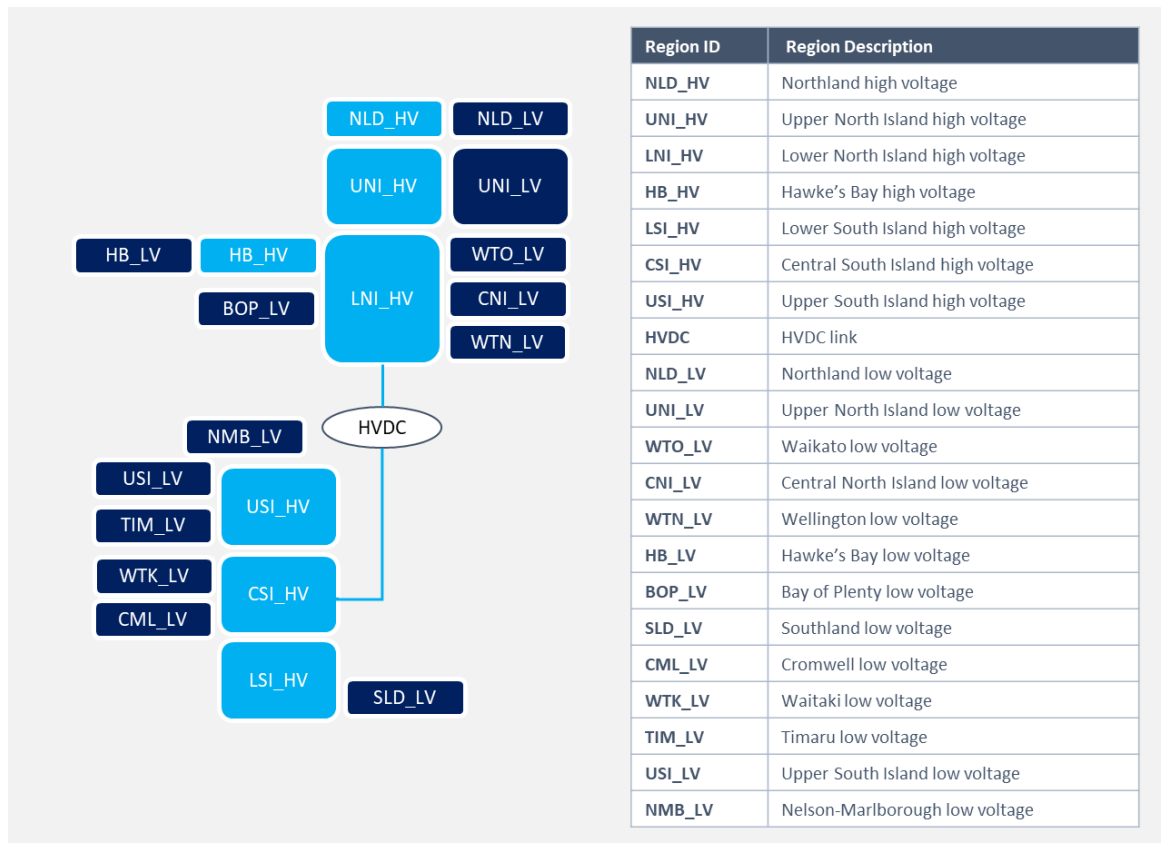 NLD_HV NLD_LV
UNI_HV UNI_LV
HB_LV HB_HV WTO_LV
LNI_HV CNI_LV
BOP_LV
WTN_LV
HVDC
NMB_LV
USI_LV
USI_HV
TIM_LV
WTK_LV
CSI_HV
CML_LV
LSI_HV
SLD_LV
Region ID Region Description
NLD_HV Northland high voltage
UNI_HV Upper North Island high voltage
LNI_HV Lower North Island high voltage
HB_HV Hawke’s Bay high voltage
LSI_HV Lower South Island high voltage
CSI_HV Central South Island high voltage
USI_HV Upper South Island high voltage
HVDC HVDC link
NLD_LV Northland low voltage
UNI_LV Upper North Island low voltage
WTO_LV Waikato low voltage
CNI_LV Central North Island low voltage
WTN_LV Wellington low voltage
HB_LV Hawke’s Bay low voltage
BOP_LV Bay of Plenty low voltage
SLD_LV Southland low voltage
CML_LV Cromwell low voltage
WTK_LV Waitaki low voltage
TIM_LV Timaru low voltage
USI_LV Upper South Island low voltage
NMB_LV Nelson-Marlborough low voltage